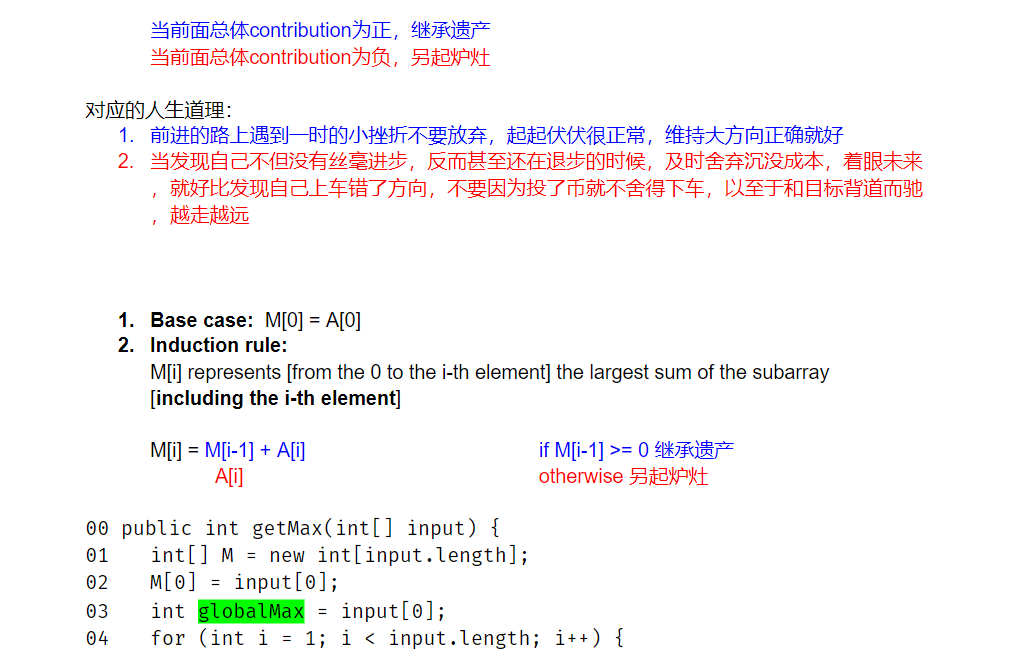 当前面总体contribution为正，继承遗产
当前面总体contribution为负，另起炉灶
对应的人生道理：
1. 前进的路上遇到一时的小挫折不要放弃，起起伏伏很正常，维持大方向正确就好
2. 当发现自己不但没有丝毫进步，反而甚至还在退步的时候，及时舍弃沉没成本，着眼未来
，就好比发现自己上车错了方向，不要因为投了币就不舍得下车，以至于和目标背道而驰
，越走越远
1. Base case: M[0] = A[0]
2. Induction rule:
M[i] represents [from the 0 to the i-th element] the largest sum of the subarray
[including the i-th element]
M[i] = M[i-1] + A[i] if M[i-1] >= 0 继承遗产
A[i] otherwise 另起炉灶
00 public int getMax(int[] input) {
01 int[] M = new int[input.length];
02 M[0] = input[0];
03 int globalMax = input[0];
04 for (int i = 1; i < input.length; i++) {